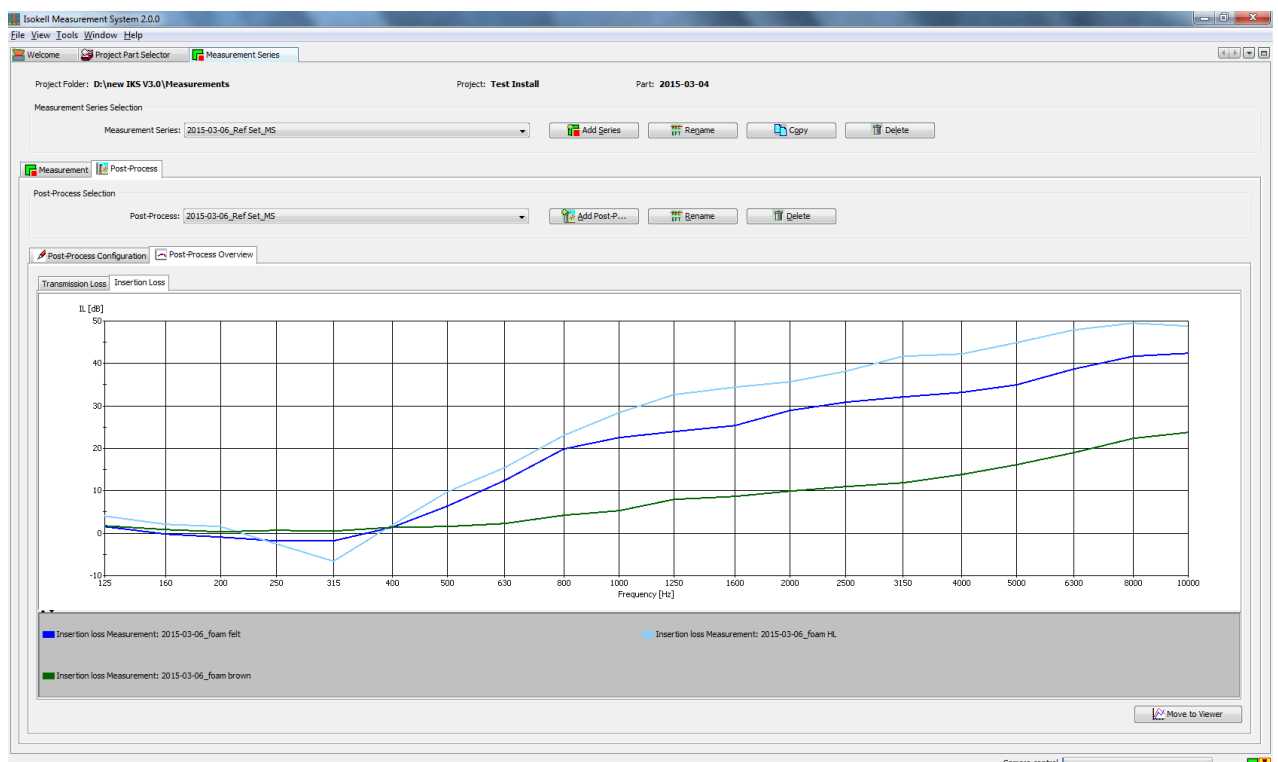 Isokell Measurement System 2.0.0
File View Tools Window Help
Welcome Project Part Selector Measurement Series
Project Folder: D:\new IKS V3.0\Measurements Project: Test Install Part: 2015-03-04
Measurement Series Selection
Measurement Series: 2015-03-06_Ref Set_MS Add Series Rename Copy Delete
Measurement Post-Process
Post-Process Selection
Post-Process: 2015-03-06_Ref Set_MS Add Post-P... Rename Delete
Post-Process Configuration Post-Process Overview
Transmission Loss Insertion Loss
IL [dB]
50
40
30
20
10
0
-10
125 160 200 250 315 400 500 630 800 1000 1250 1600 2000 2500 3150 4000 5000 6300 8000 10000
Frequency [Hz]
Insertion loss Measurement: 2015-03-06_foam felt Insertion loss Measurement: 2015-03-06_foam HL
Insertion loss Measurement: 2015-03-06_foam brown
Move to Viewer